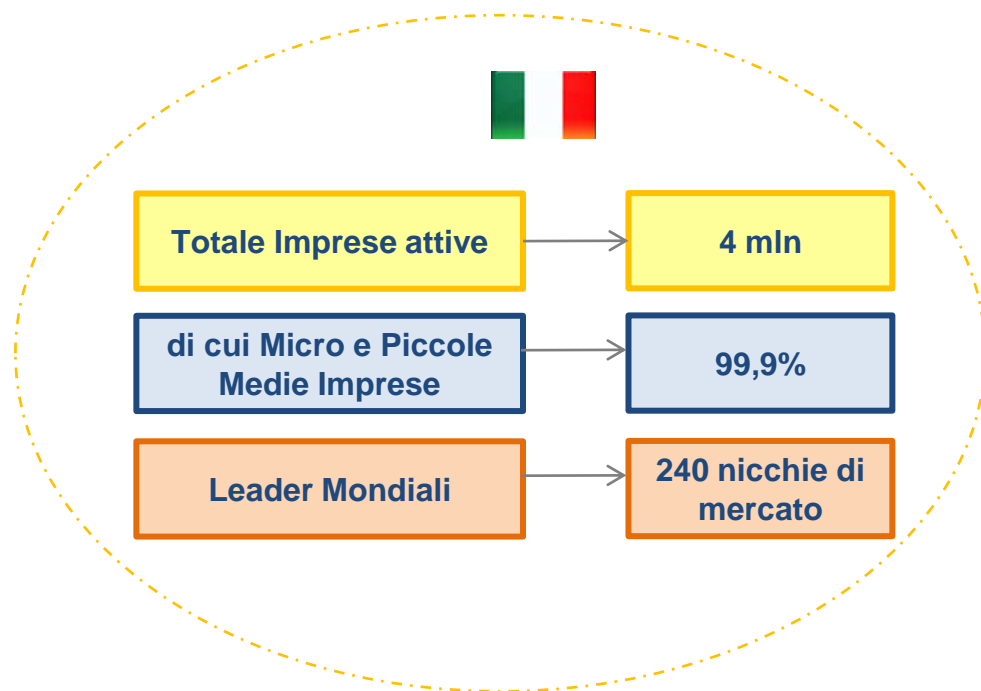 Totale Imprese attive
4 mln
di cui Micro e Piccole
Medie Imprese
99,9%
Leader Mondiali
240 nicchie di
mercato